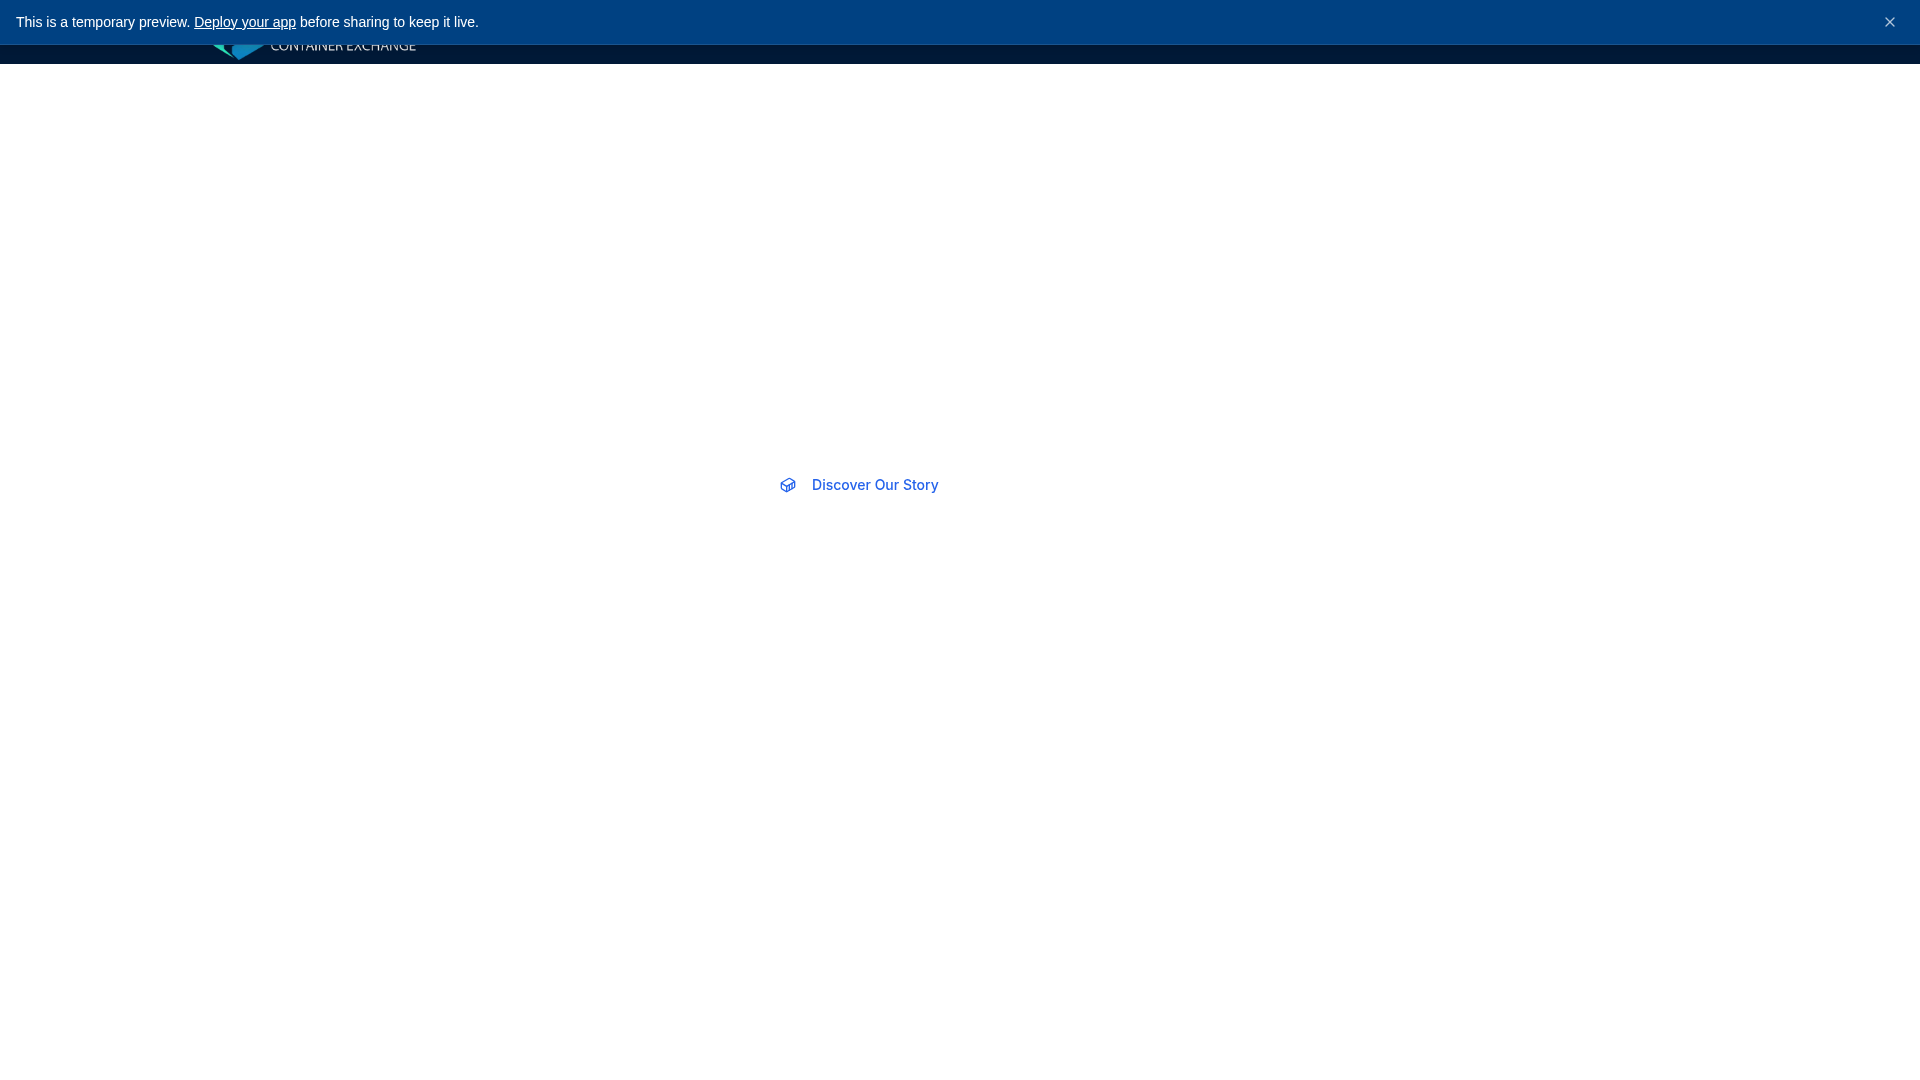 This is a temporary preview. Deploy your app before sharing to keep it live.
CONTAINER EXCHANGE
Discover Our Story